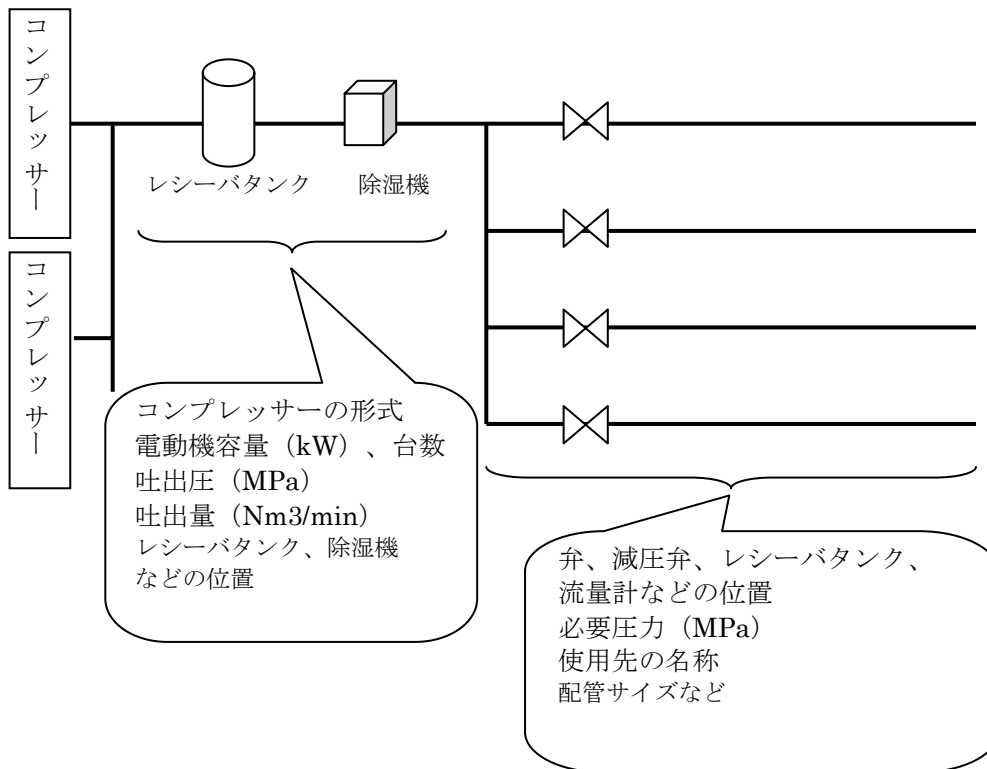 コンプレッサー
レシーバタンク
除湿機
コンプレッサー
コンプレッサーの形式
電動機容量（kW）、台数
吐出圧（MPa）
吐出量（Nm3/min）
レシーバタンク、除湿機
などの位置
弁、減圧弁、レシーバタンク、
流量計などの位置
必要圧力（MPa）
使用先の名称
配管サイズなど